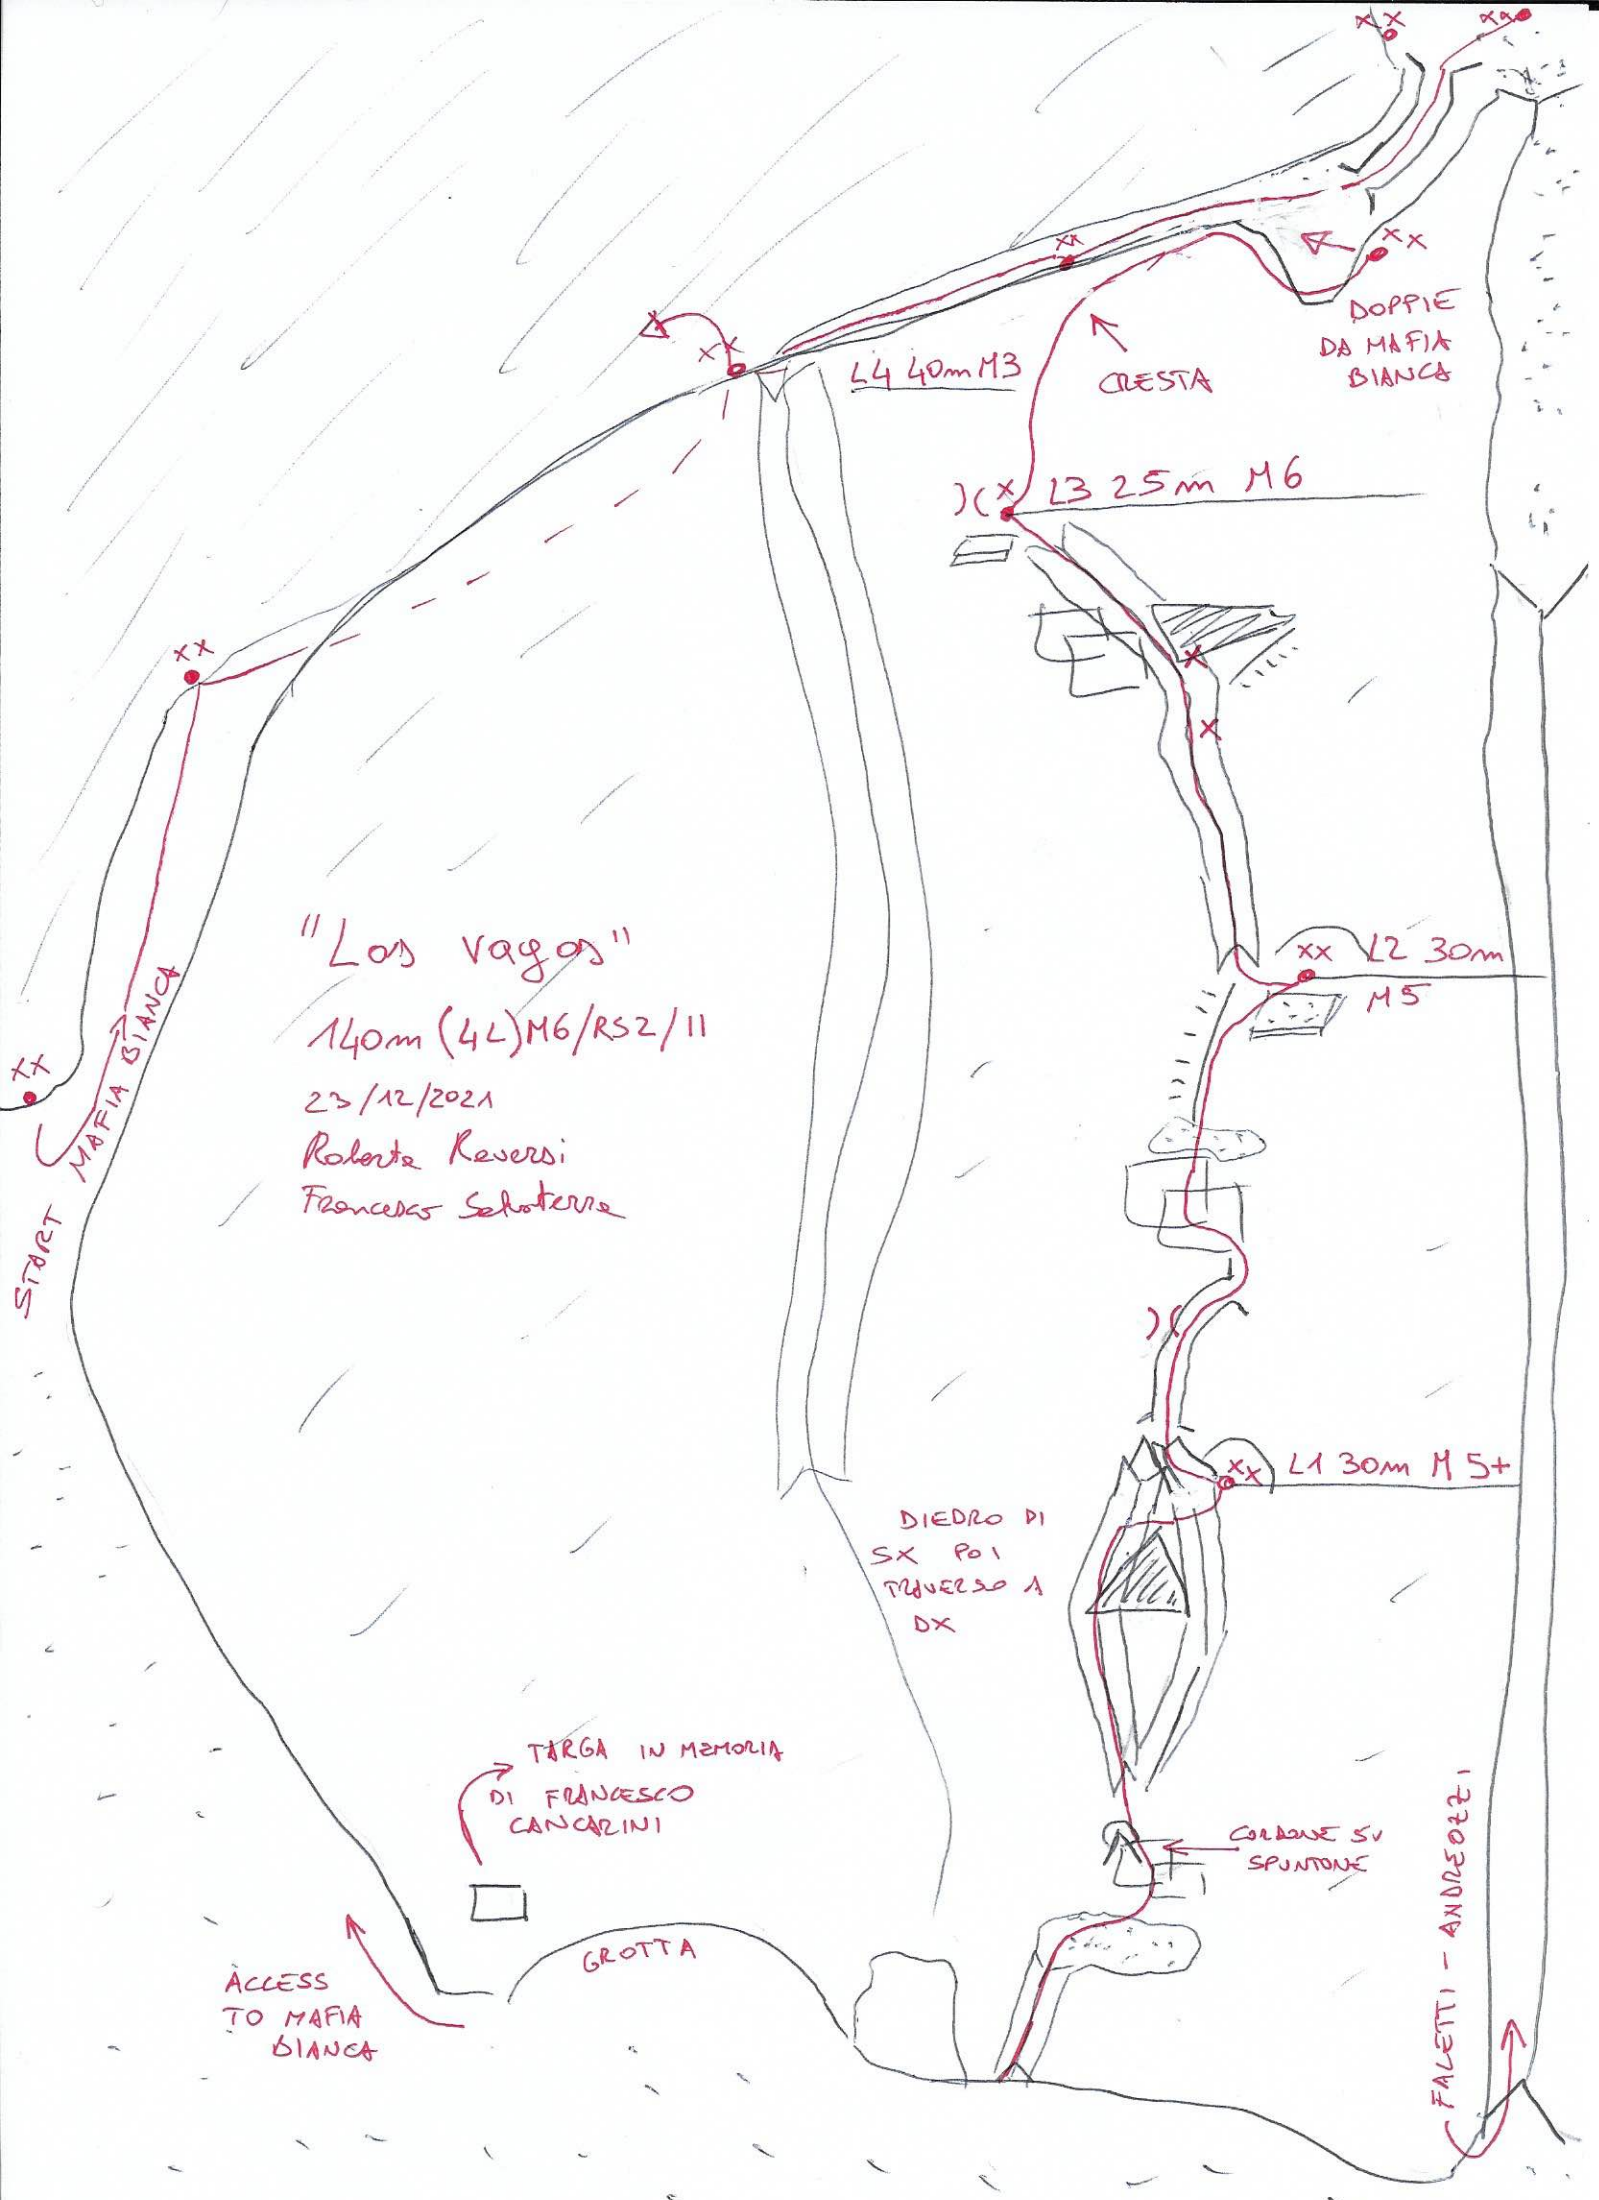 DOPPIE
DA MAFIA
BIANCA
L4 40m M3
CRESTA
L3 25m M6
L2 30m
M5
"Los vagos"
140m (4L) M6/RS2/II
23/12/2021
Roberta Reversi
Francesco Salvaterra
START MAFIA BIANCA
L1 30m M5+
DIEDRO DI
SX POI
TRAVERSO A
DX
TARGA IN MEMORIA
DI FRANCESCO
CANCARINI
CORDONE SU
SPUNTONE
GROTTA
ACCESS
TO MAFIA
BIANCA
FALETTI - ANDREOZZI